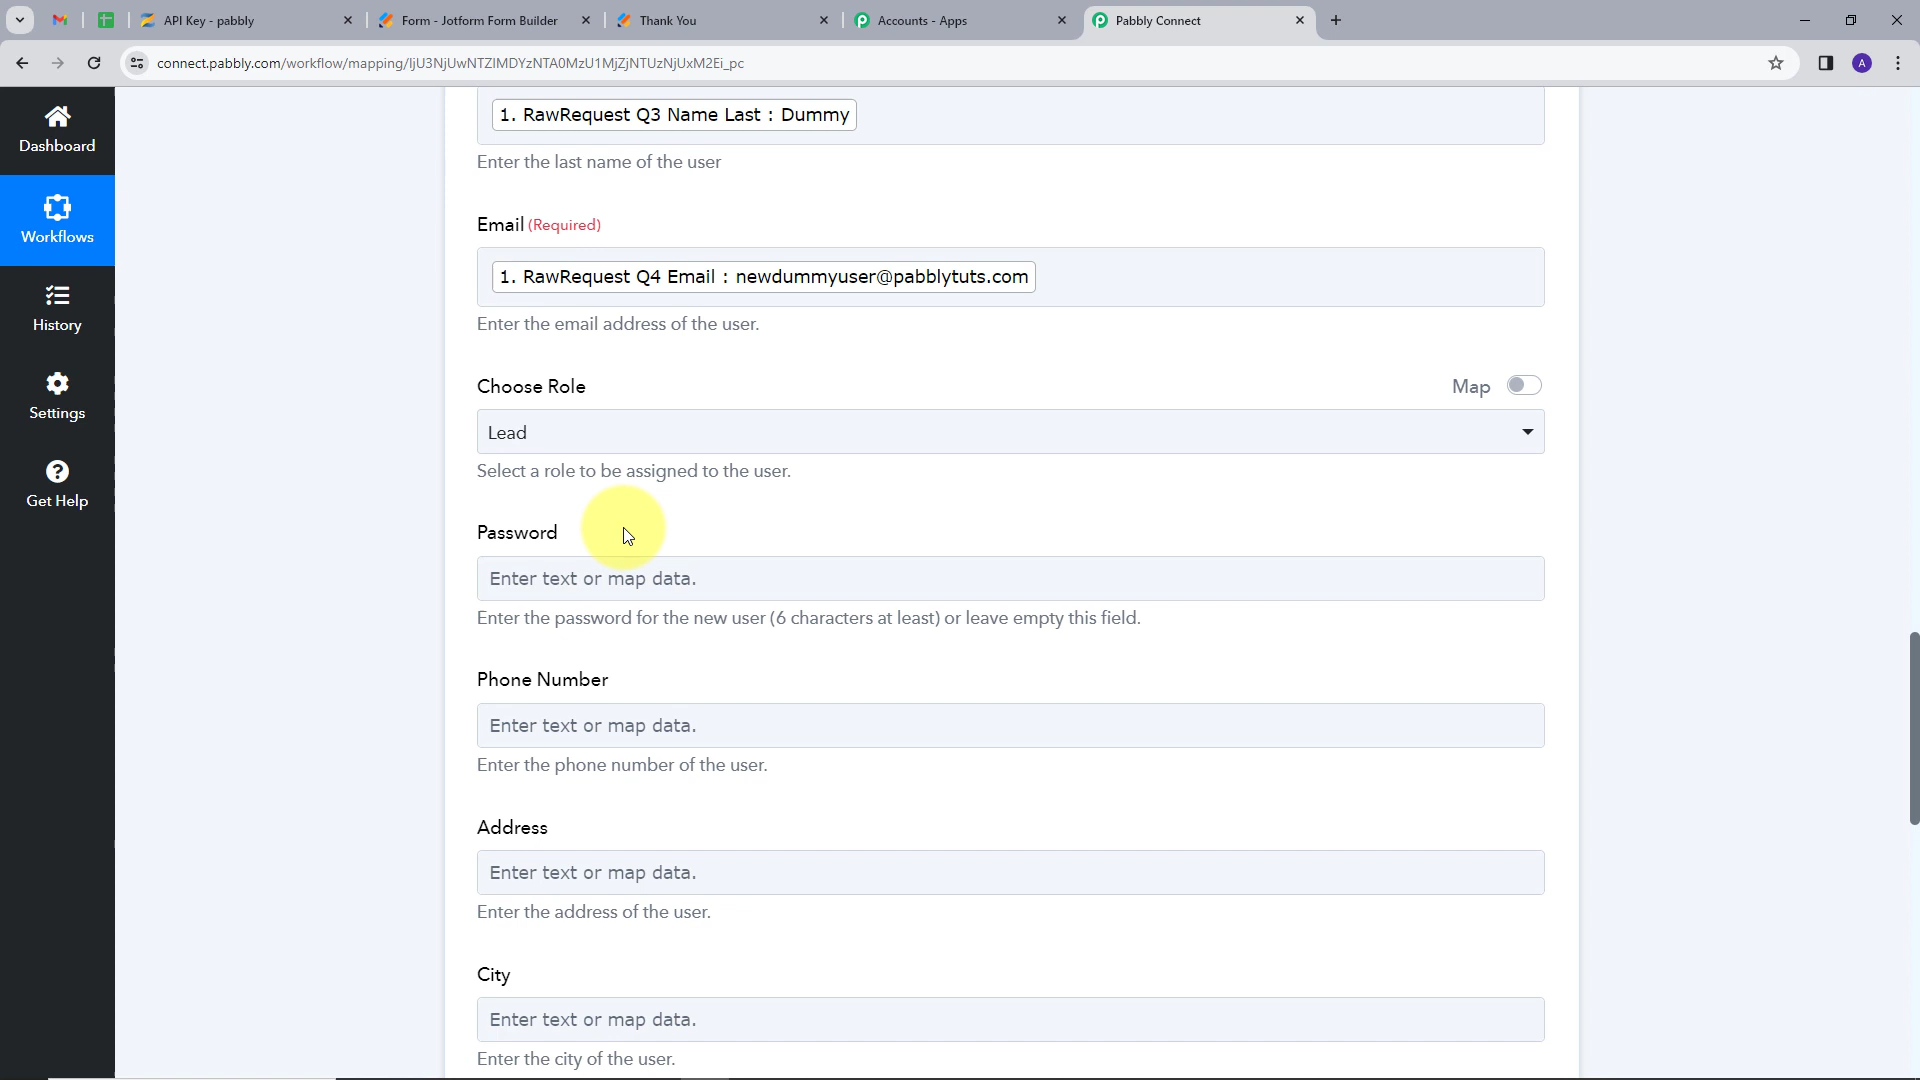 API Key - pabbly
Form - Jotform Form Builder
Thank You
Accounts - Apps
Pabbly Connect
connect.pabbly.com/workflow/mapping/IjU3NjUwNTZlMDYzNTA0MzU1MjZjNTUzNjUxM2Ei_pc
A
Dashboard
Workflows
History
Settings
Get Help
1. RawRequest Q3 Name Last : Dummy
Enter the last name of the user
Email (Required)
1. RawRequest Q4 Email : newdummyuser@pabblytuts.com
Enter the email address of the user.
Choose Role
Map
Lead
Select a role to be assigned to the user.
Password
Enter text or map data.
Enter the password for the new user (6 characters at least) or leave empty this field.
Phone Number
Enter text or map data.
Enter the phone number of the user.
Address
Enter text or map data.
Enter the address of the user.
City
Enter text or map data.
Enter the city of the user.